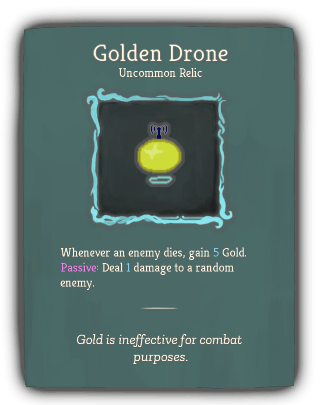 Golden Drone
Uncommon Relic
Whenever an enemy dies, gain 5 Gold.
Passive: Deal 1 damage to a random
enemy.
Gold is ineffective for combat
purposes.